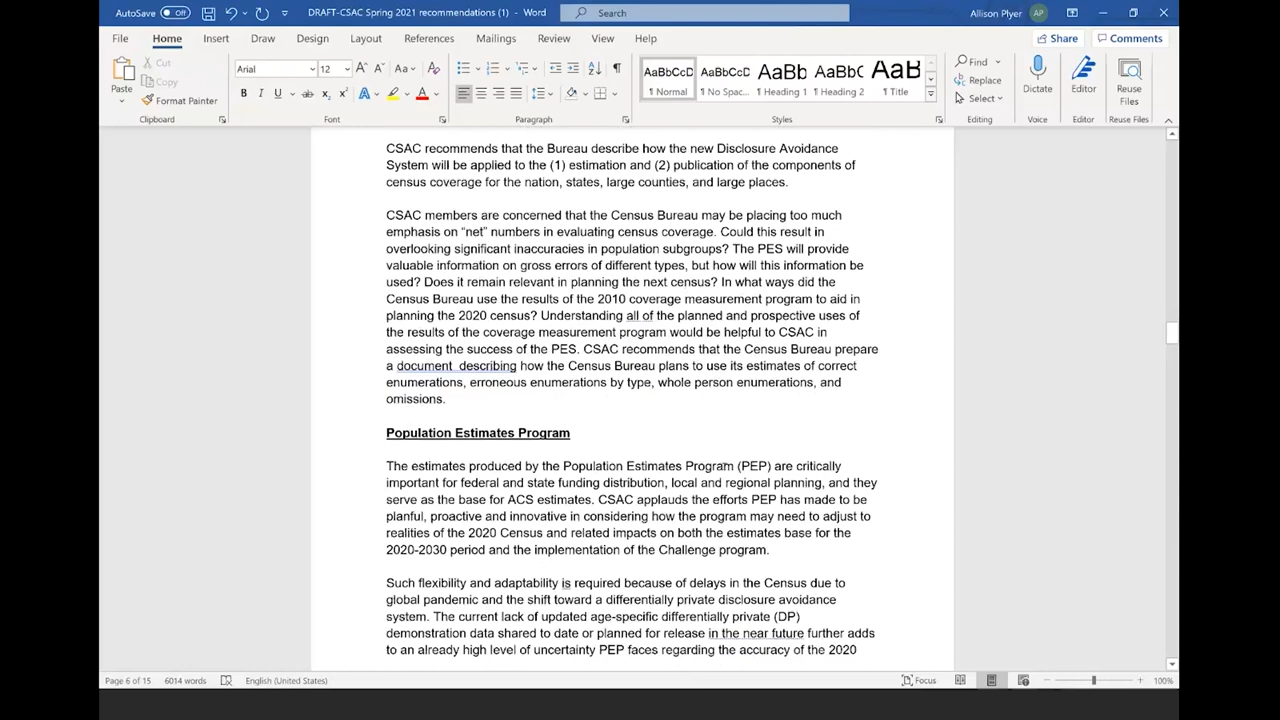 AutoSave Off DRAFT-CSAC Spring 2021 recommendations (1) - Word Search Allison Plyer AP
File Home Insert Draw Design Layout References Mailings Review View Help Share Comments
Paste Cut Copy Format Painter
Arial 12
B I U ab x₂ x² A A
AaBbCcD AaBbCcD AaBb AaBbC AaB
¶ Normal ¶ No Spac... ¶ Heading 1 ¶ Heading 2 ¶ Title
Find Replace Select
Dictate Editor Reuse Files
Clipboard Font Paragraph Styles Editing Voice Editor Reuse Files
CSAC recommends that the Bureau describe how the new Disclosure Avoidance
System will be applied to the (1) estimation and (2) publication of the components of
census coverage for the nation, states, large counties, and large places.
CSAC members are concerned that the Census Bureau may be placing too much
emphasis on “net” numbers in evaluating census coverage. Could this result in
overlooking significant inaccuracies in population subgroups? The PES will provide
valuable information on gross errors of different types, but how will this information be
used? Does it remain relevant in planning the next census? In what ways did the
Census Bureau use the results of the 2010 coverage measurement program to aid in
planning the 2020 census? Understanding all of the planned and prospective uses of
the results of the coverage measurement program would be helpful to CSAC in
assessing the success of the PES. CSAC recommends that the Census Bureau prepare
a document  describing how the Census Bureau plans to use its estimates of correct
enumerations, erroneous enumerations by type, whole person enumerations, and
omissions.
Population Estimates Program
The estimates produced by the Population Estimates Program (PEP) are critically
important for federal and state funding distribution, local and regional planning, and they
serve as the base for ACS estimates. CSAC applauds the efforts PEP has made to be
planful, proactive and innovative in considering how the program may need to adjust to
realities of the 2020 Census and related impacts on both the estimates base for the
2020-2030 period and the implementation of the Challenge program.
Such flexibility and adaptability is required because of delays in the Census due to
global pandemic and the shift toward a differentially private disclosure avoidance
system. The current lack of updated age-specific differentially private (DP)
demonstration data shared to date or planned for release in the near future further adds
to an already high level of uncertainty PEP faces regarding the accuracy of the 2020
Page 6 of 15 6014 words English (United States) Focus 100%